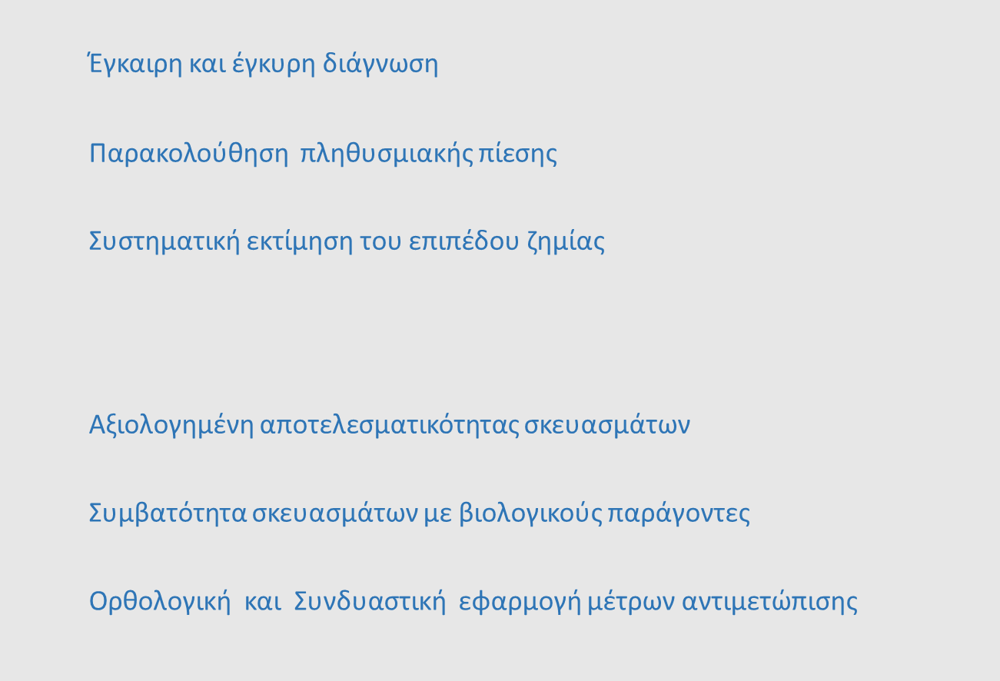 Έγκαιρη και έγκυρη διάγνωση
Παρακολούθηση πληθυσμιακής πίεσης
Συστηματική εκτίμηση του επιπέδου ζημίας
Αξιολογημένη αποτελεσματικότητας σκευασμάτων
Συμβατότητα σκευασμάτων με βιολογικούς παράγοντες
Ορθολογική και Συνδυαστική εφαρμογή μέτρων αντιμετώπισης